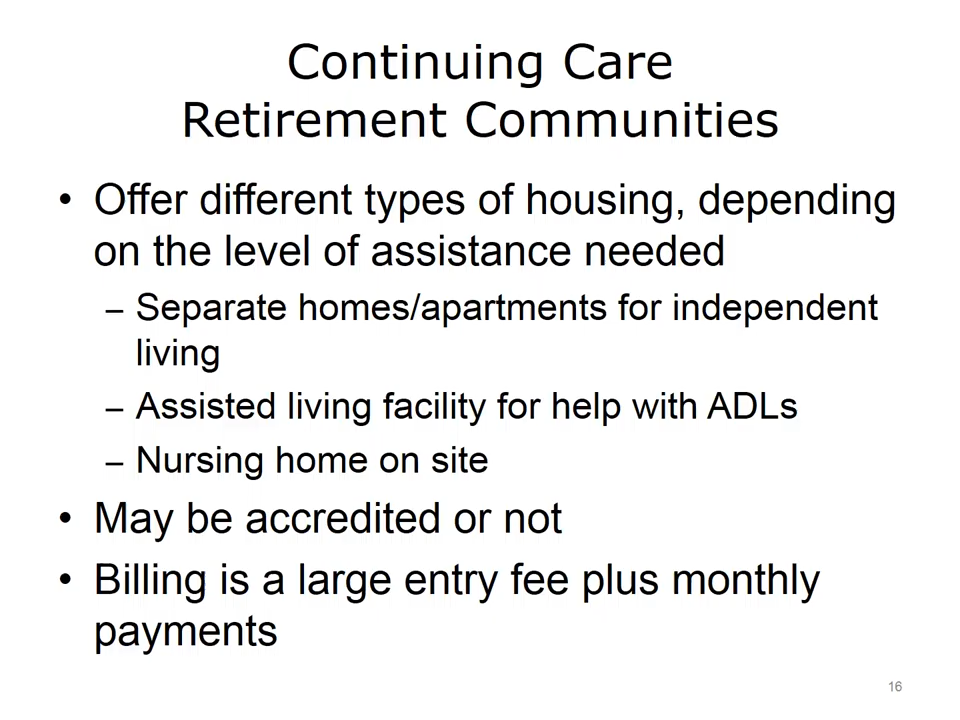 Continuing Care
Retirement Communities
• Offer different types of housing, depending
on the level of assistance needed
– Separate homes/apartments for independent
living
– Assisted living facility for help with ADLs
– Nursing home on site
• May be accredited or not
• Billing is a large entry fee plus monthly
payments
16